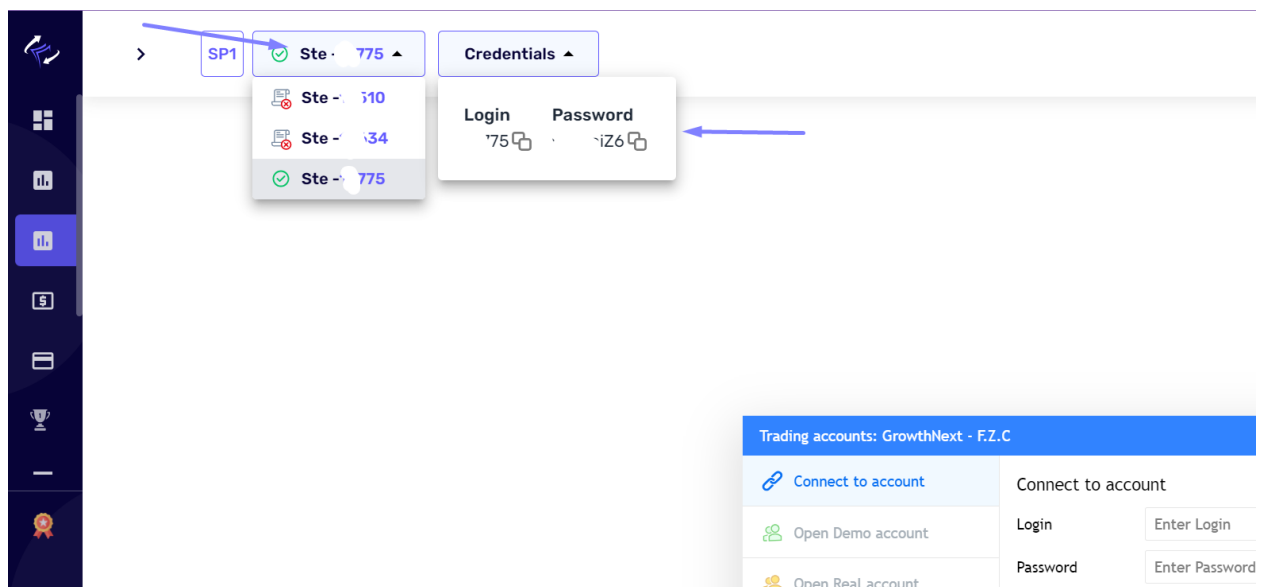 SP1
Ste - 775
Credentials
Ste - 510
Ste - 34
Ste - 775
Login
Password
75
iZ6
Trading accounts: GrowthNext - F.Z.C
Connect to account
Open Demo account
Open Real account
Connect to account
Login
Enter Login
Password
Enter Password